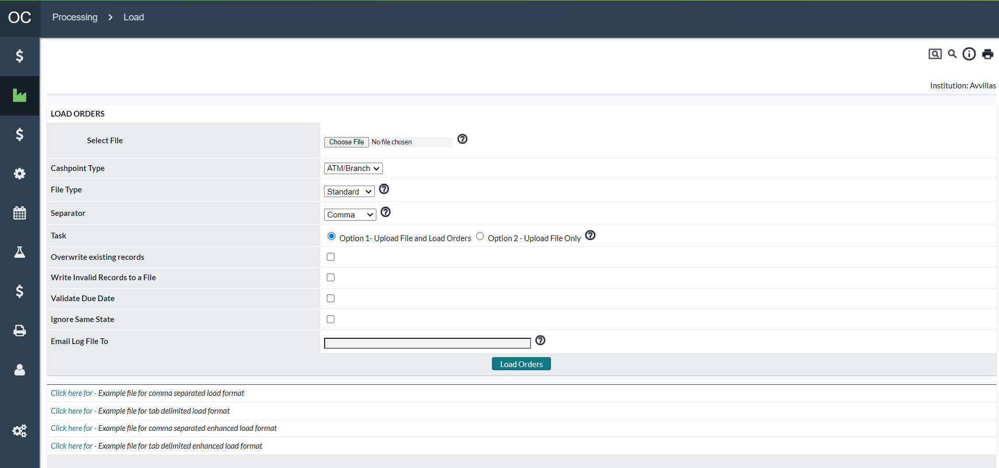 OC
Processing > Load
Institution: Avvillas
LOAD ORDERS
Select File Choose File No file chosen
Cashpoint Type ATM/Branch
File Type Standard
Separator Comma
Task Option 1- Upload File and Load Orders Option 2 - Upload File Only
Overwrite existing records
Write Invalid Records to a File
Validate Due Date
Ignore Same State
Email Log File To
Load Orders
Click here for - Example file for comma separated load format
Click here for - Example file for tab delimited load format
Click here for - Example file for comma separated enhanced load format
Click here for - Example file for tab delimited enhanced load format